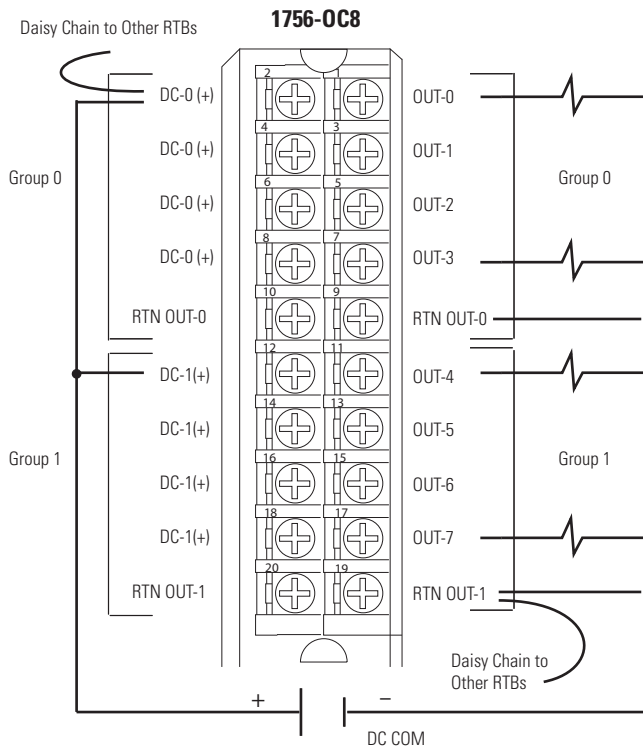 1756-OC8
Daisy Chain to Other RTBs
2 1
DC-0 (+) OUT-0
4 3
DC-0 (+) OUT-1
Group 0 Group 0
6 5
DC-0 (+) OUT-2
8 7
DC-0 (+) OUT-3
10 9
RTN OUT-0 RTN OUT-0
12 11
DC-1(+) OUT-4
14 13
DC-1(+) OUT-5
Group 1 Group 1
16 15
DC-1(+) OUT-6
18 17
DC-1(+) OUT-7
20 19
RTN OUT-1 RTN OUT-1
Daisy Chain to
Other RTBs
+ –
DC COM